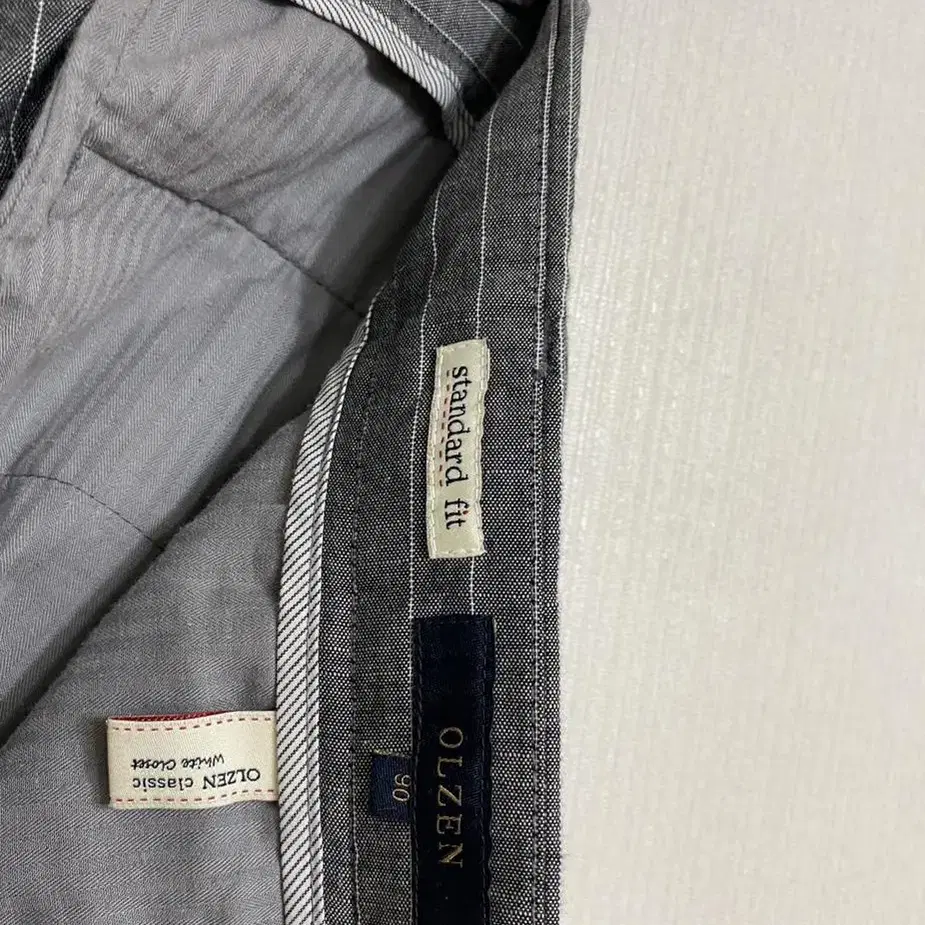 standard fit
OLZEN
90
OLZEN classic
White Closet